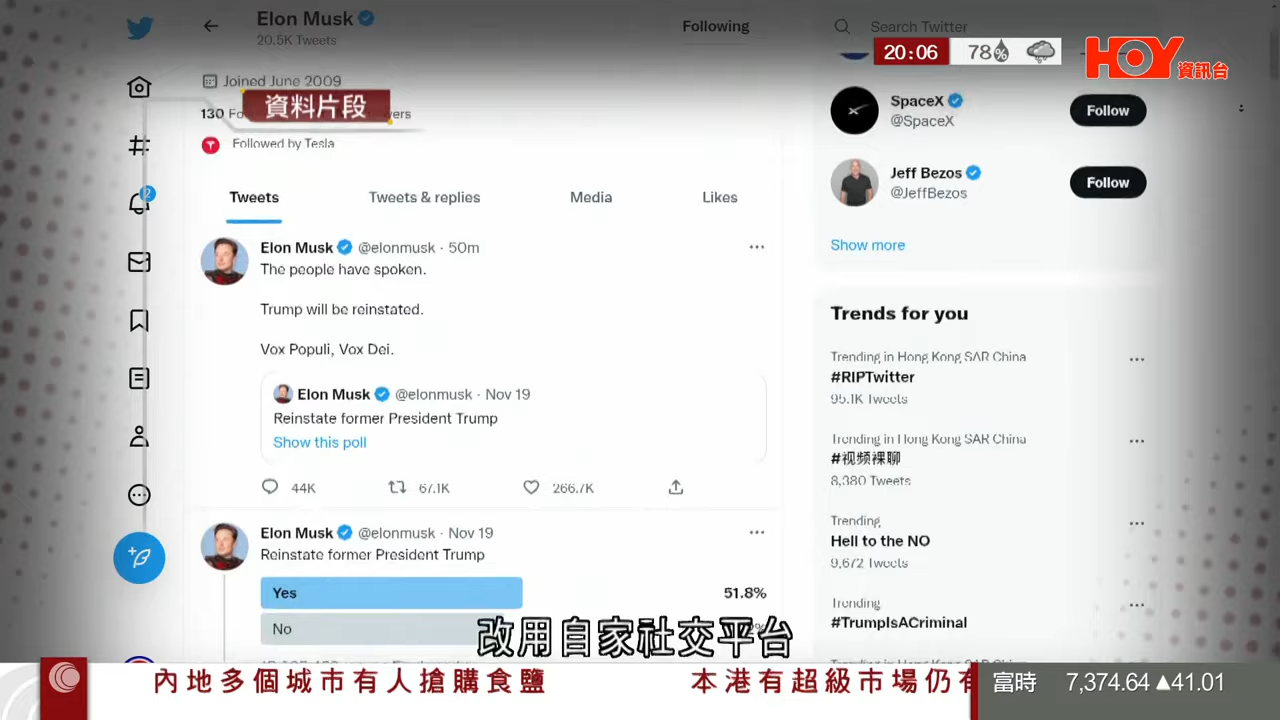 Elon Musk
20.5K Tweets
Following
Search Twitter
20:06
78%
HOY
資訊台
Joined June 2009
資料片段
130
Followed by Tesla
SpaceX
@SpaceX
Follow
Jeff Bezos
@JeffBezos
Follow
Show more
Tweets
Tweets & replies
Media
Likes
2
Elon Musk @elonmusk · 50m
The people have spoken.
Trump will be reinstated.
Vox Populi, Vox Dei.
Elon Musk @elonmusk · Nov 19
Reinstate former President Trump
Show this poll
44K
67.1K
266.7K
Elon Musk @elonmusk · Nov 19
Reinstate former President Trump
Yes
51.8%
No
Trends for you
Trending in Hong Kong SAR China
#RIPTwitter
95.1K Tweets
Trending in Hong Kong SAR China
#视频裸聊
8,380 Tweets
Trending
Hell to the NO
9,672 Tweets
Trending
#TrumpIsACriminal
改用自家社交平台
內地多個城市有人搶購食鹽
本港有超級市場仍有
富時 7,374.64 ▲41.01